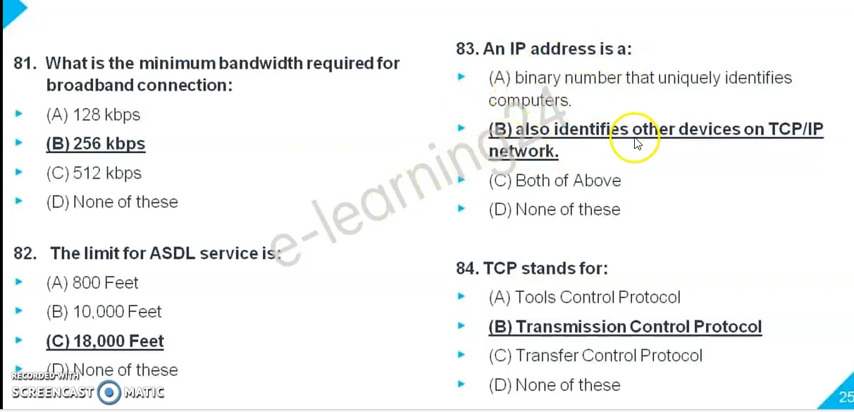 81. What is the minimum bandwidth required for
broadband connection:
(A) 128 kbps
(B) 256 kbps
(C) 512 kbps
(D) None of these
82. The limit for ASDL service is:
(A) 800 Feet
(B) 10,000 Feet
(C) 18,000 Feet
(D) None of these
83. An IP address is a:
(A) binary number that uniquely identifies
computers.
(B) also identifies other devices on TCP/IP
network.
(C) Both of Above
(D) None of these
84. TCP stands for:
(A) Tools Control Protocol
(B) Transmission Control Protocol
(C) Transfer Control Protocol
(D) None of these
e-learning24
RECORDED WITH
SCREENCAST MATIC
25